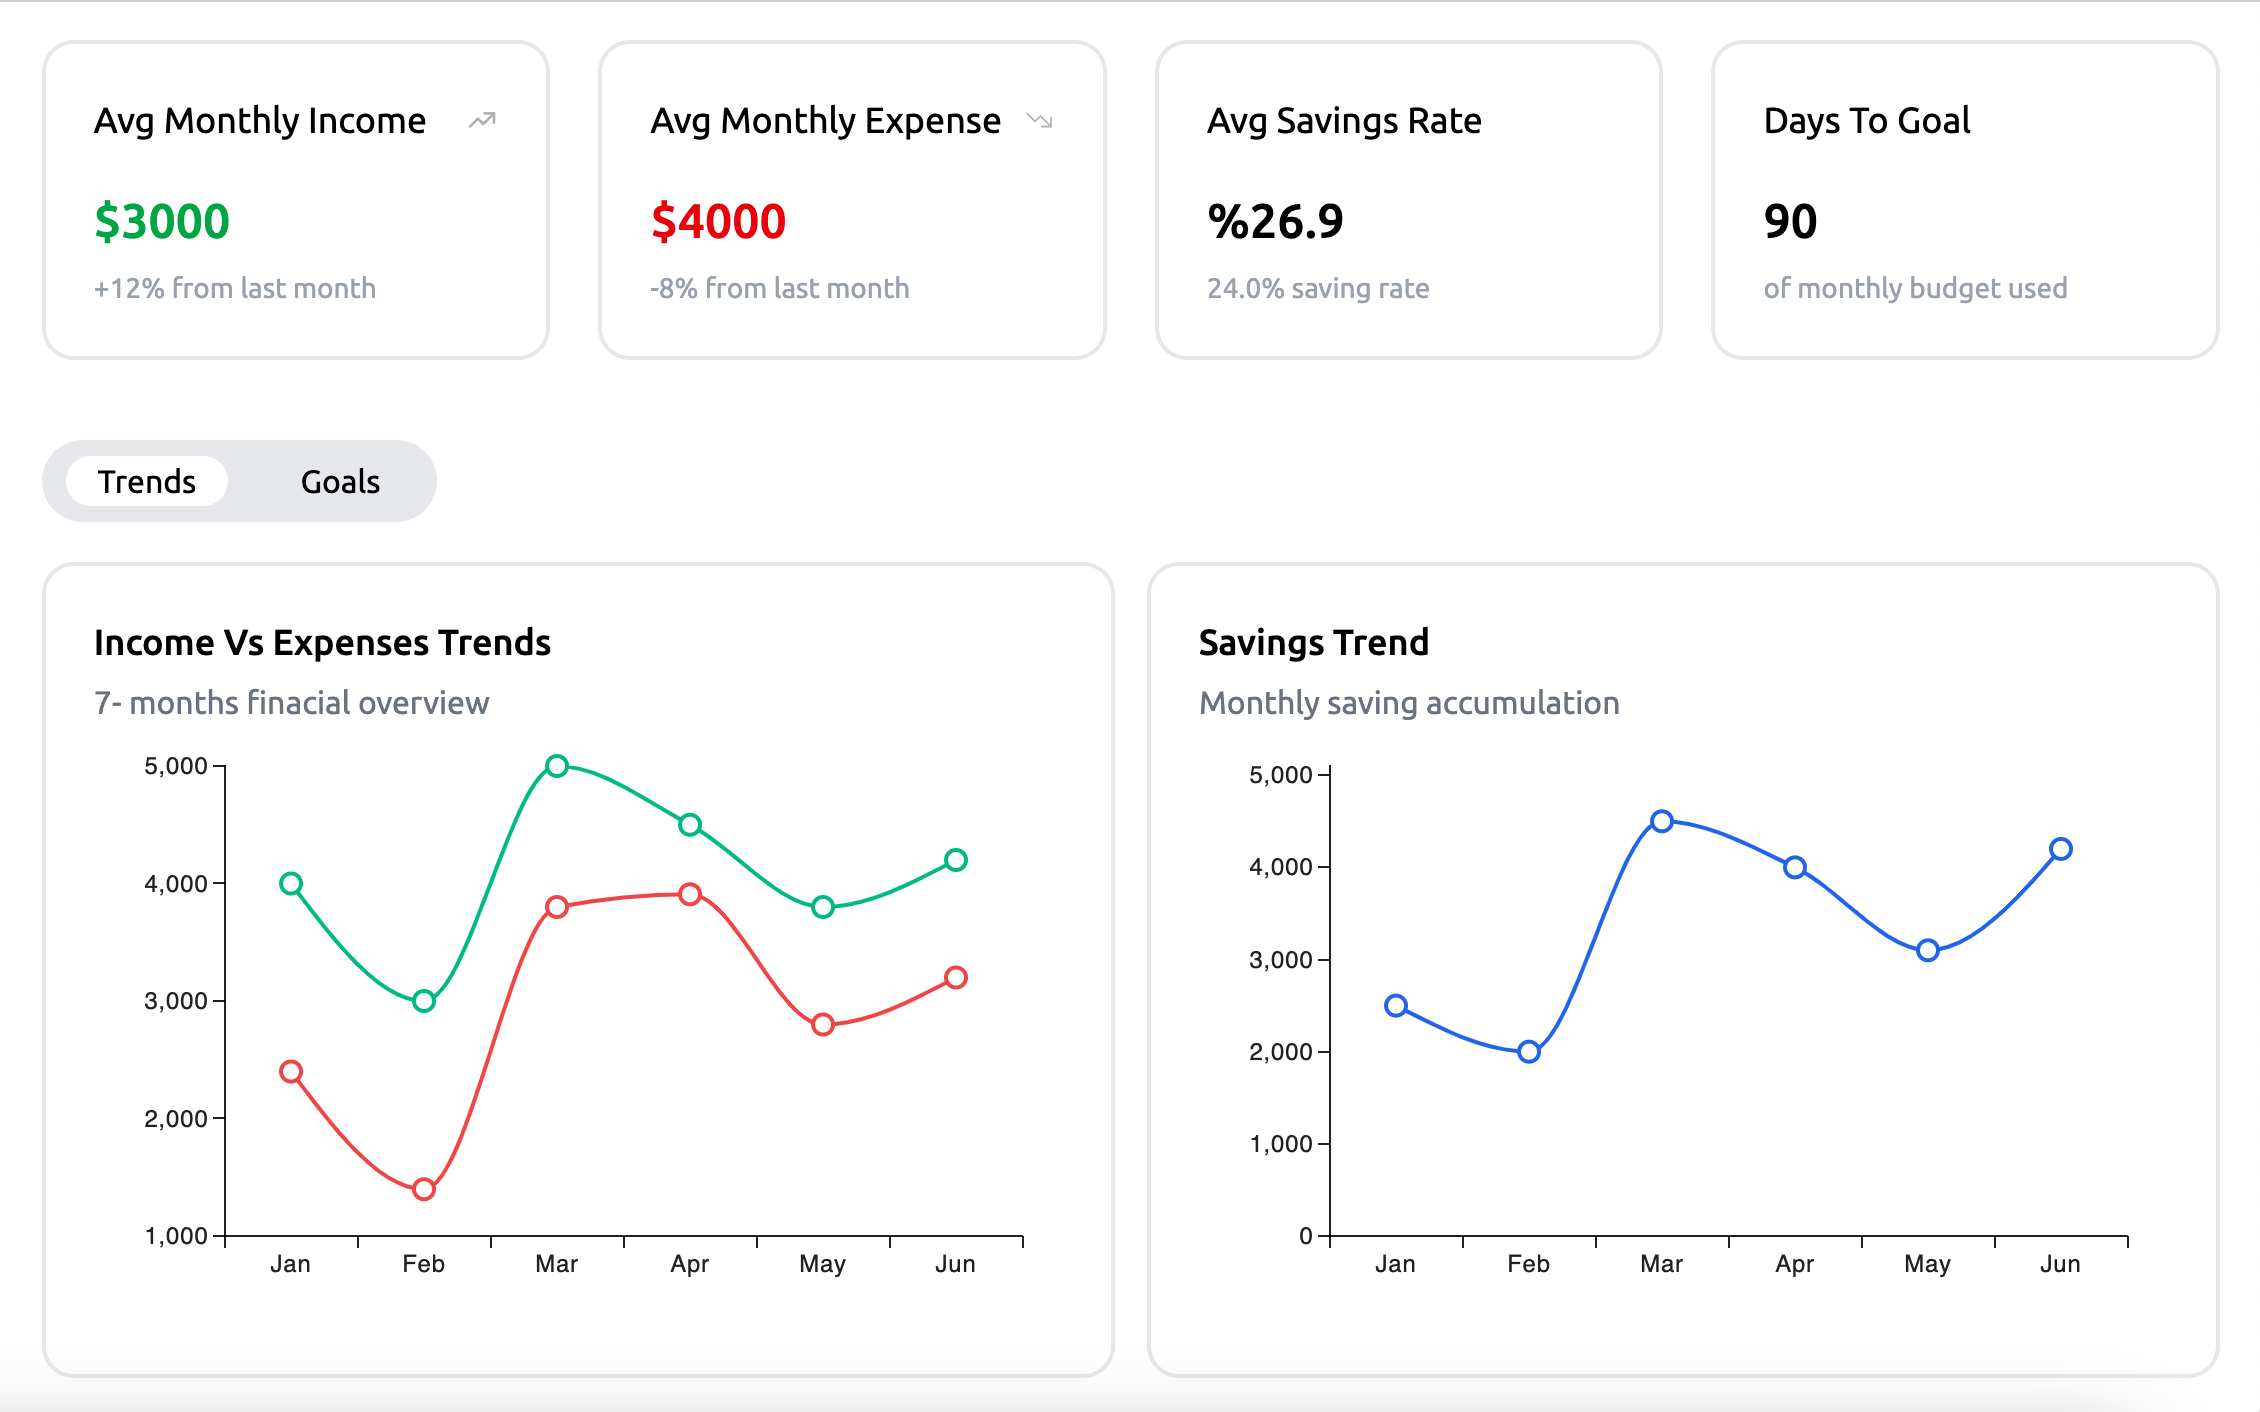 Avg Monthly Income
$3000
+12% from last month
Avg Monthly Expense
$4000
-8% from last month
Avg Savings Rate
%26.9
24.0% saving rate
Days To Goal
90
of monthly budget used
Trends
Goals
Income Vs Expenses Trends
7- months finacial overview
5,000
4,000
3,000
2,000
1,000
Jan Feb Mar Apr May Jun
Savings Trend
Monthly saving accumulation
5,000
4,000
3,000
2,000
1,000
0
Jan Feb Mar Apr May Jun